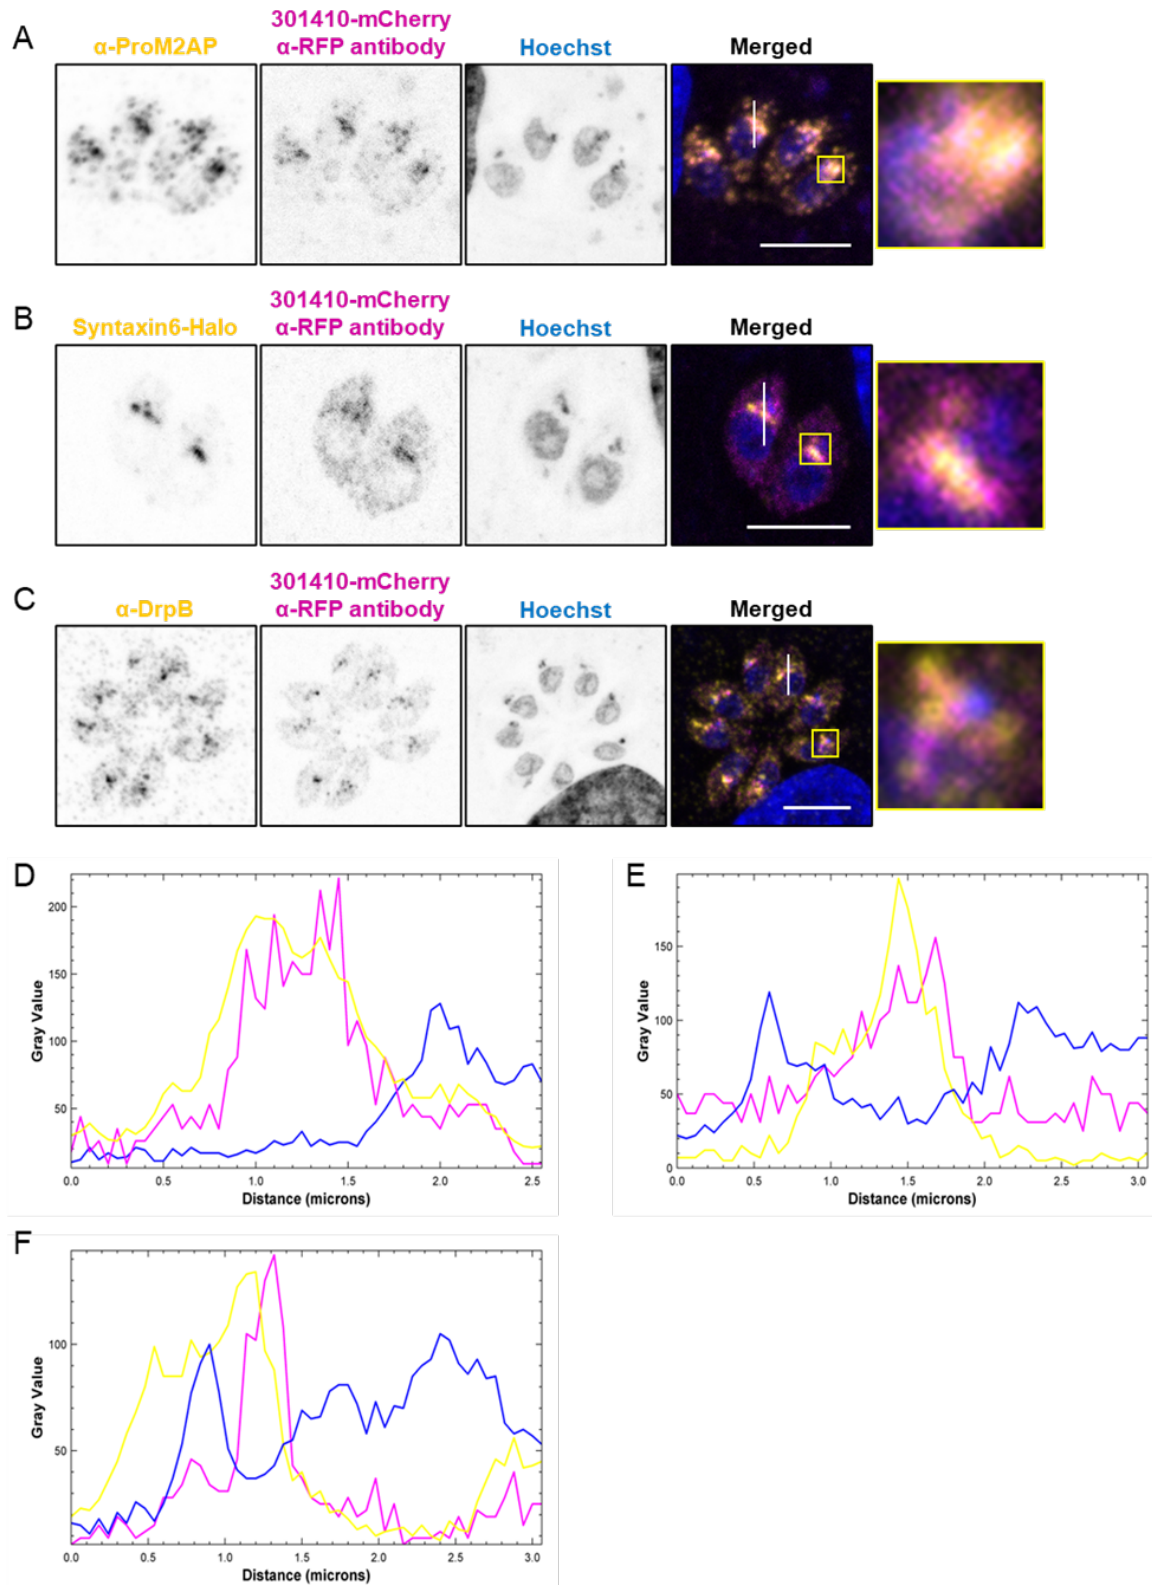 A
α-ProM2AP
301410-mCherry
α-RFP antibody
Hoechst
Merged
B
Syntaxin6-Halo
301410-mCherry
α-RFP antibody
Hoechst
Merged
C
α-DrpB
301410-mCherry
α-RFP antibody
Hoechst
Merged
D
200
150
100
50
Gray Value
0.0 0.5 1.0 1.5 2.0 2.5
Distance (microns)
E
150
100
50
0
Gray Value
0.0 0.5 1.0 1.5 2.0 2.5 3.0
Distance (microns)
F
100
50
Gray Value
0.0 0.5 1.0 1.5 2.0 2.5 3.0
Distance (microns)